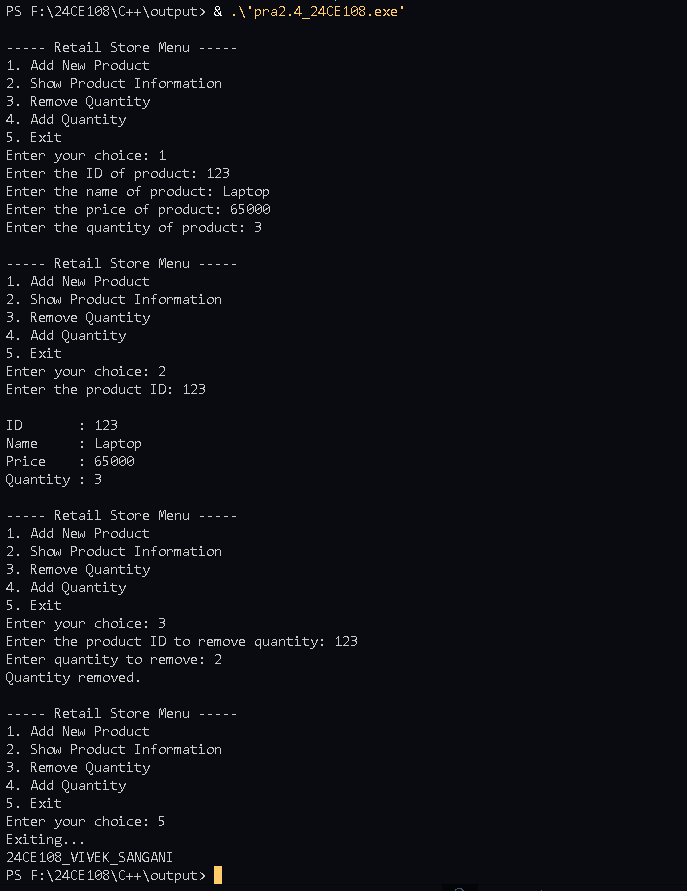 PS F:\24CE108\C++\output> & .\'pra2.4_24CE108.exe'
----- Retail Store Menu -----
1. Add New Product
2. Show Product Information
3. Remove Quantity
4. Add Quantity
5. Exit
Enter your choice: 1
Enter the ID of product: 123
Enter the name of product: Laptop
Enter the price of product: 65000
Enter the quantity of product: 3
----- Retail Store Menu -----
1. Add New Product
2. Show Product Information
3. Remove Quantity
4. Add Quantity
5. Exit
Enter your choice: 2
Enter the product ID: 123
ID       : 123
Name     : Laptop
Price    : 65000
Quantity : 3
----- Retail Store Menu -----
1. Add New Product
2. Show Product Information
3. Remove Quantity
4. Add Quantity
5. Exit
Enter your choice: 3
Enter the product ID to remove quantity: 123
Enter quantity to remove: 2
Quantity removed.
----- Retail Store Menu -----
1. Add New Product
2. Show Product Information
3. Remove Quantity
4. Add Quantity
5. Exit
Enter your choice: 5
Exiting...
24CE108_VIVEK_SANGANI
PS F:\24CE108\C++\output>